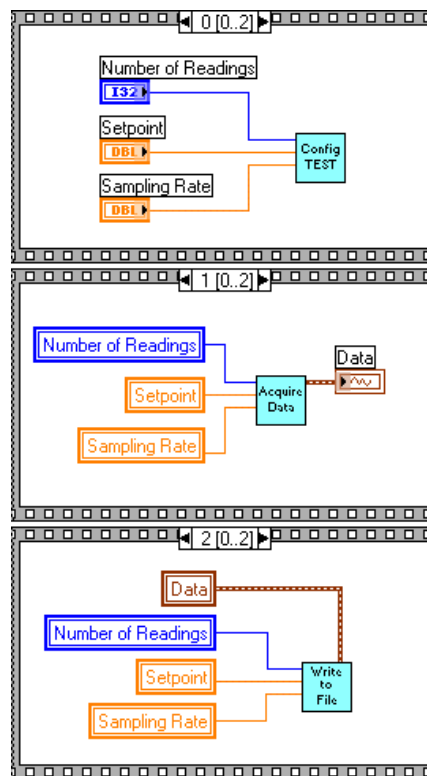 0 [0..2]
Number of Readings
I32
Setpoint
DBL
Config
TEST
Sampling Rate
DBL
1 [0..2]
Number of Readings
Data
Setpoint
Acquire
Data
Sampling Rate
2 [0..2]
Data
Number of Readings
Setpoint
Write
to
File
Sampling Rate